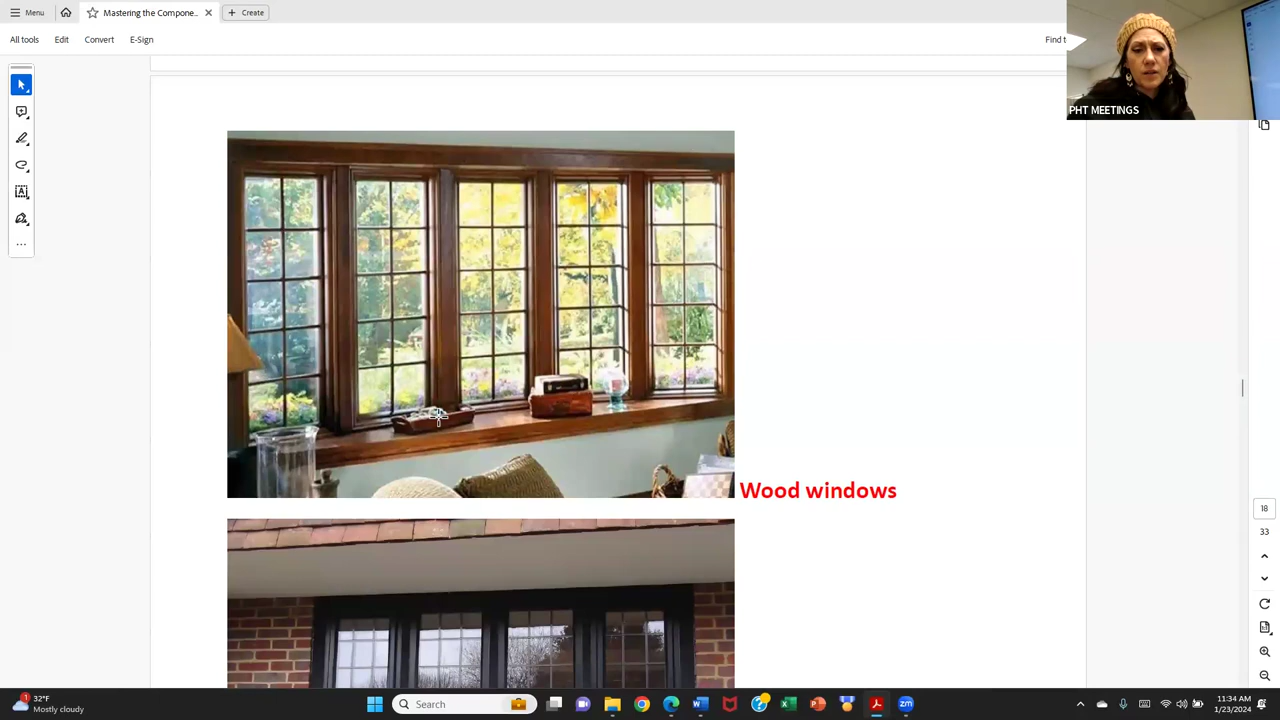 Menu
Mastering the Compone...
Create
All tools
Edit
Convert
E-Sign
Find t
PHT MEETINGS
Wood windows
18
33
1
32°F
Mostly cloudy
Search
11:34 AM
1/23/2024